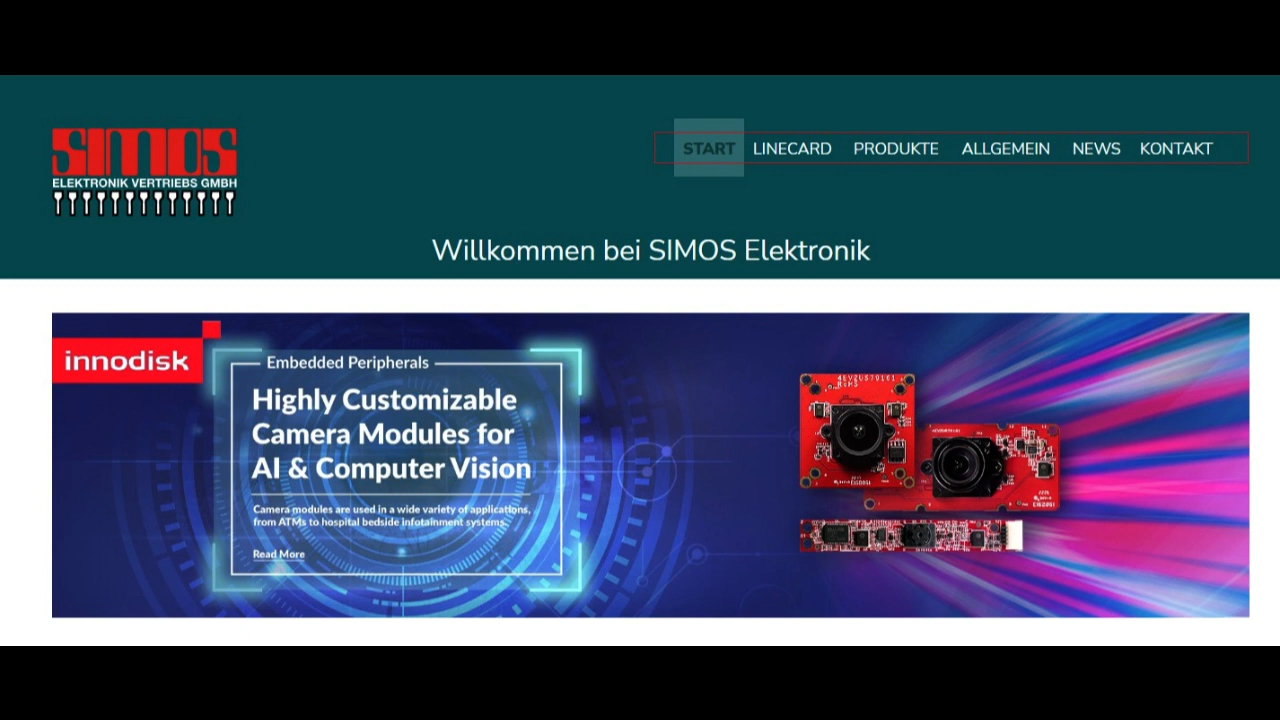 SIMOS
ELEKTRONIK VERTRIEBS GMBH
START LINECARD PRODUKTE ALLGEMEIN NEWS KONTAKT
Willkommen bei SIMOS Elektronik
innodisk
Embedded Peripherals
Highly Customizable
Camera Modules for
AI & Computer Vision
Camera modules are used in a wide variety of applications,
from ATMs to hospital bedside infotainment systems.
Read More